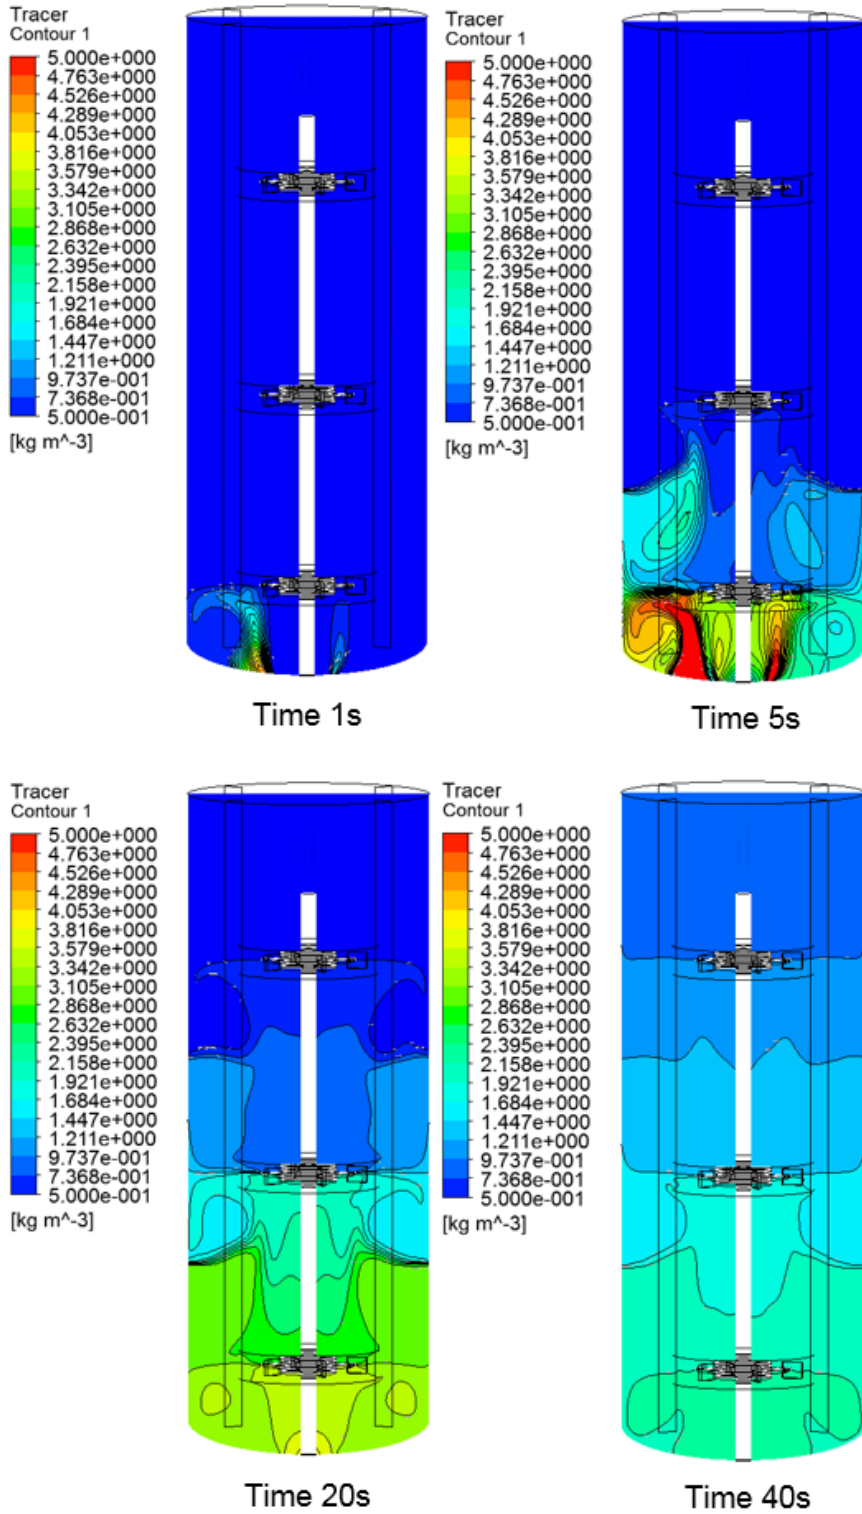 Tracer
Contour 1
5.000e+000
4.763e+000
4.526e+000
4.289e+000
4.053e+000
3.816e+000
3.579e+000
3.342e+000
3.105e+000
2.868e+000
2.632e+000
2.395e+000
2.158e+000
1.921e+000
1.684e+000
1.447e+000
1.211e+000
9.737e-001
7.368e-001
5.000e-001
[kg m^-3]
Time 1s
Tracer
Contour 1
5.000e+000
4.763e+000
4.526e+000
4.289e+000
4.053e+000
3.816e+000
3.579e+000
3.342e+000
3.105e+000
2.868e+000
2.632e+000
2.395e+000
2.158e+000
1.921e+000
1.684e+000
1.447e+000
1.211e+000
9.737e-001
7.368e-001
5.000e-001
[kg m^-3]
Time 5s
Tracer
Contour 1
5.000e+000
4.763e+000
4.526e+000
4.289e+000
4.053e+000
3.816e+000
3.579e+000
3.342e+000
3.105e+000
2.868e+000
2.632e+000
2.395e+000
2.158e+000
1.921e+000
1.684e+000
1.447e+000
1.211e+000
9.737e-001
7.368e-001
5.000e-001
[kg m^-3]
Time 20s
Tracer
Contour 1
5.000e+000
4.763e+000
4.526e+000
4.289e+000
4.053e+000
3.816e+000
3.579e+000
3.342e+000
3.105e+000
2.868e+000
2.632e+000
2.395e+000
2.158e+000
1.921e+000
1.684e+000
1.447e+000
1.211e+000
9.737e-001
7.368e-001
5.000e-001
[kg m^-3]
Time 40s